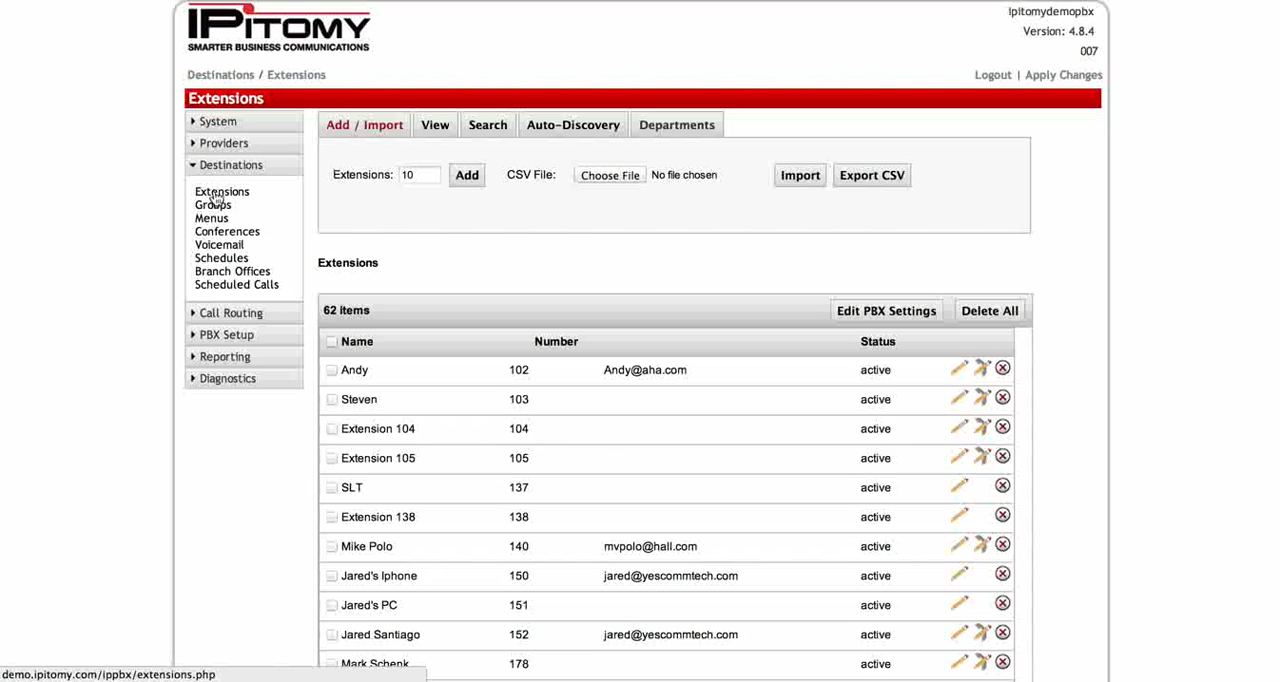 IPITOMY
SMARTER BUSINESS COMMUNICATIONS
ipitomydemopbx
Version: 4.8.4
007
Destinations / Extensions
Logout | Apply Changes
Extensions
System
Providers
Destinations
Extensions
Groups
Menus
Conferences
Voicemail
Schedules
Branch Offices
Scheduled Calls
Call Routing
PBX Setup
Reporting
Diagnostics
Add / Import View Search Auto-Discovery Departments
Extensions: 10 Add CSV File: Choose File No file chosen Import Export CSV
Extensions
62 items Edit PBX Settings Delete All
Name Number Status
Andy 102 Andy@aha.com active
Steven 103 active
Extension 104 104 active
Extension 105 105 active
SLT 137 active
Extension 138 138 active
Mike Polo 140 mvpolo@hall.com active
Jared's Iphone 150 jared@yescommtech.com active
Jared's PC 151 active
Jared Santiago 152 jared@yescommtech.com active
Mark Schenk 178 active
demo.ipitomy.com/ippbx/extensions.php